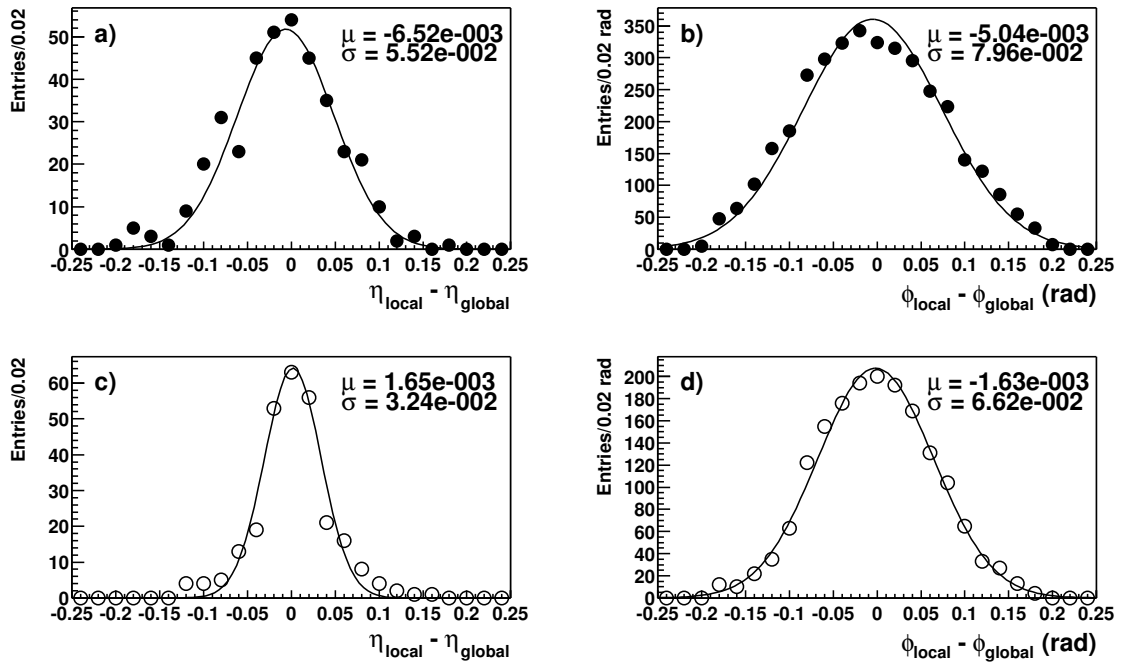 Entries/0.02
a)
μ = -6.52e-003
σ = 5.52e-002
50
40
30
20
10
0
-0.25 -0.2 -0.15 -0.1 -0.05 0 0.05 0.1 0.15 0.2 0.25
ηlocal - ηglobal
Entries/0.02 rad
b)
μ = -5.04e-003
σ = 7.96e-002
350
300
250
200
150
100
50
0
-0.25 -0.2 -0.15 -0.1 -0.05 0 0.05 0.1 0.15 0.2 0.25
ϕlocal - ϕglobal (rad)
Entries/0.02
c)
μ = 1.65e-003
σ = 3.24e-002
60
50
40
30
20
10
0
-0.25 -0.2 -0.15 -0.1 -0.05 0 0.05 0.1 0.15 0.2 0.25
ηlocal - ηglobal
Entries/0.02 rad
d)
μ = -1.63e-003
σ = 6.62e-002
200
180
160
140
120
100
80
60
40
20
0
-0.25 -0.2 -0.15 -0.1 -0.05 0 0.05 0.1 0.15 0.2 0.25
ϕlocal - ϕglobal (rad)